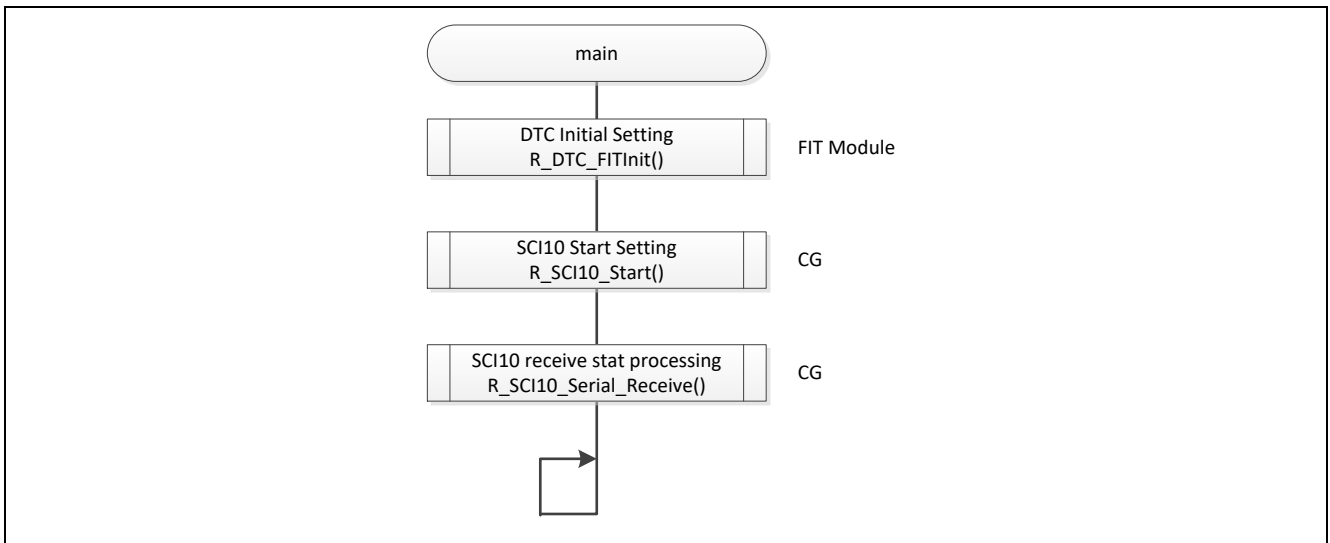 main
DTC Initial Setting
R_DTC_FITInit()
FIT Module
SCI10 Start Setting
R_SCI10_Start()
CG
SCI10 receive stat processing
R_SCI10_Serial_Receive()
CG